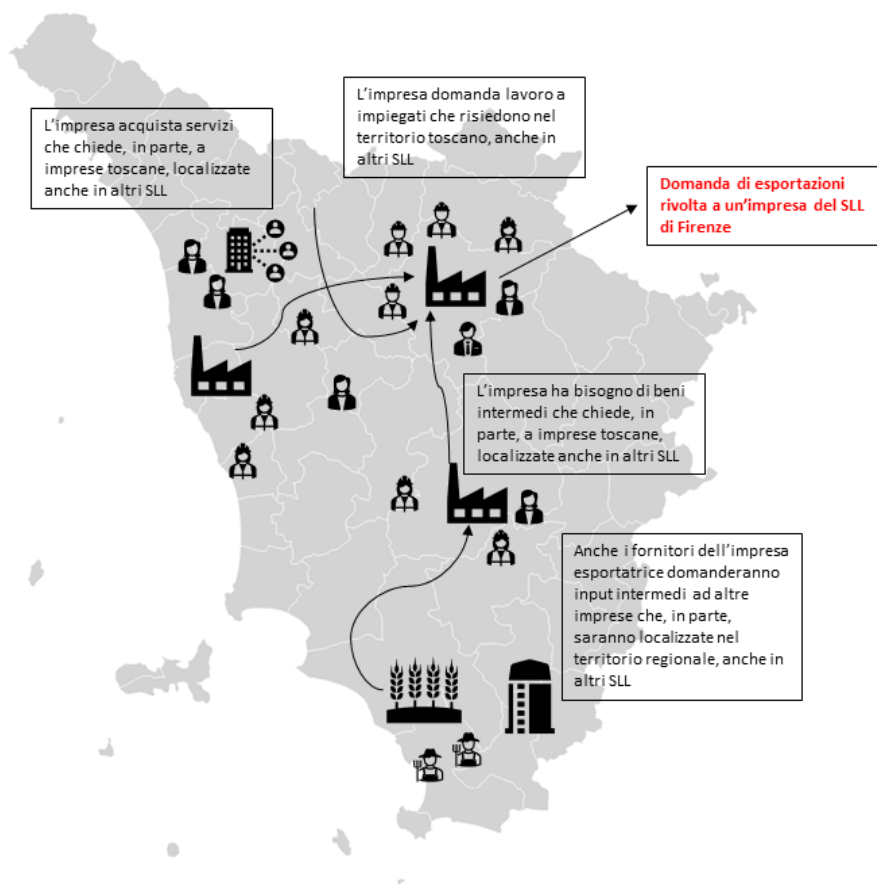 L’impresa acquista servizi
che chiede, in parte, a
imprese toscane, localizzate
anche in altri SLL
L’impresa domanda lavoro a
impiegati che risiedono nel
territorio toscano, anche in
altri SLL
Domanda di esportazioni
rivolta a un’impresa del SLL
di Firenze
L’impresa ha bisogno di beni
intermedi che chiede, in
parte, a imprese toscane,
localizzate anche in altri SLL
Anche i fornitori dell’impresa
esportatrice domanderanno
input intermedi ad altre
imprese che, in parte,
saranno localizzate nel
territorio regionale, anche in
altri SLL